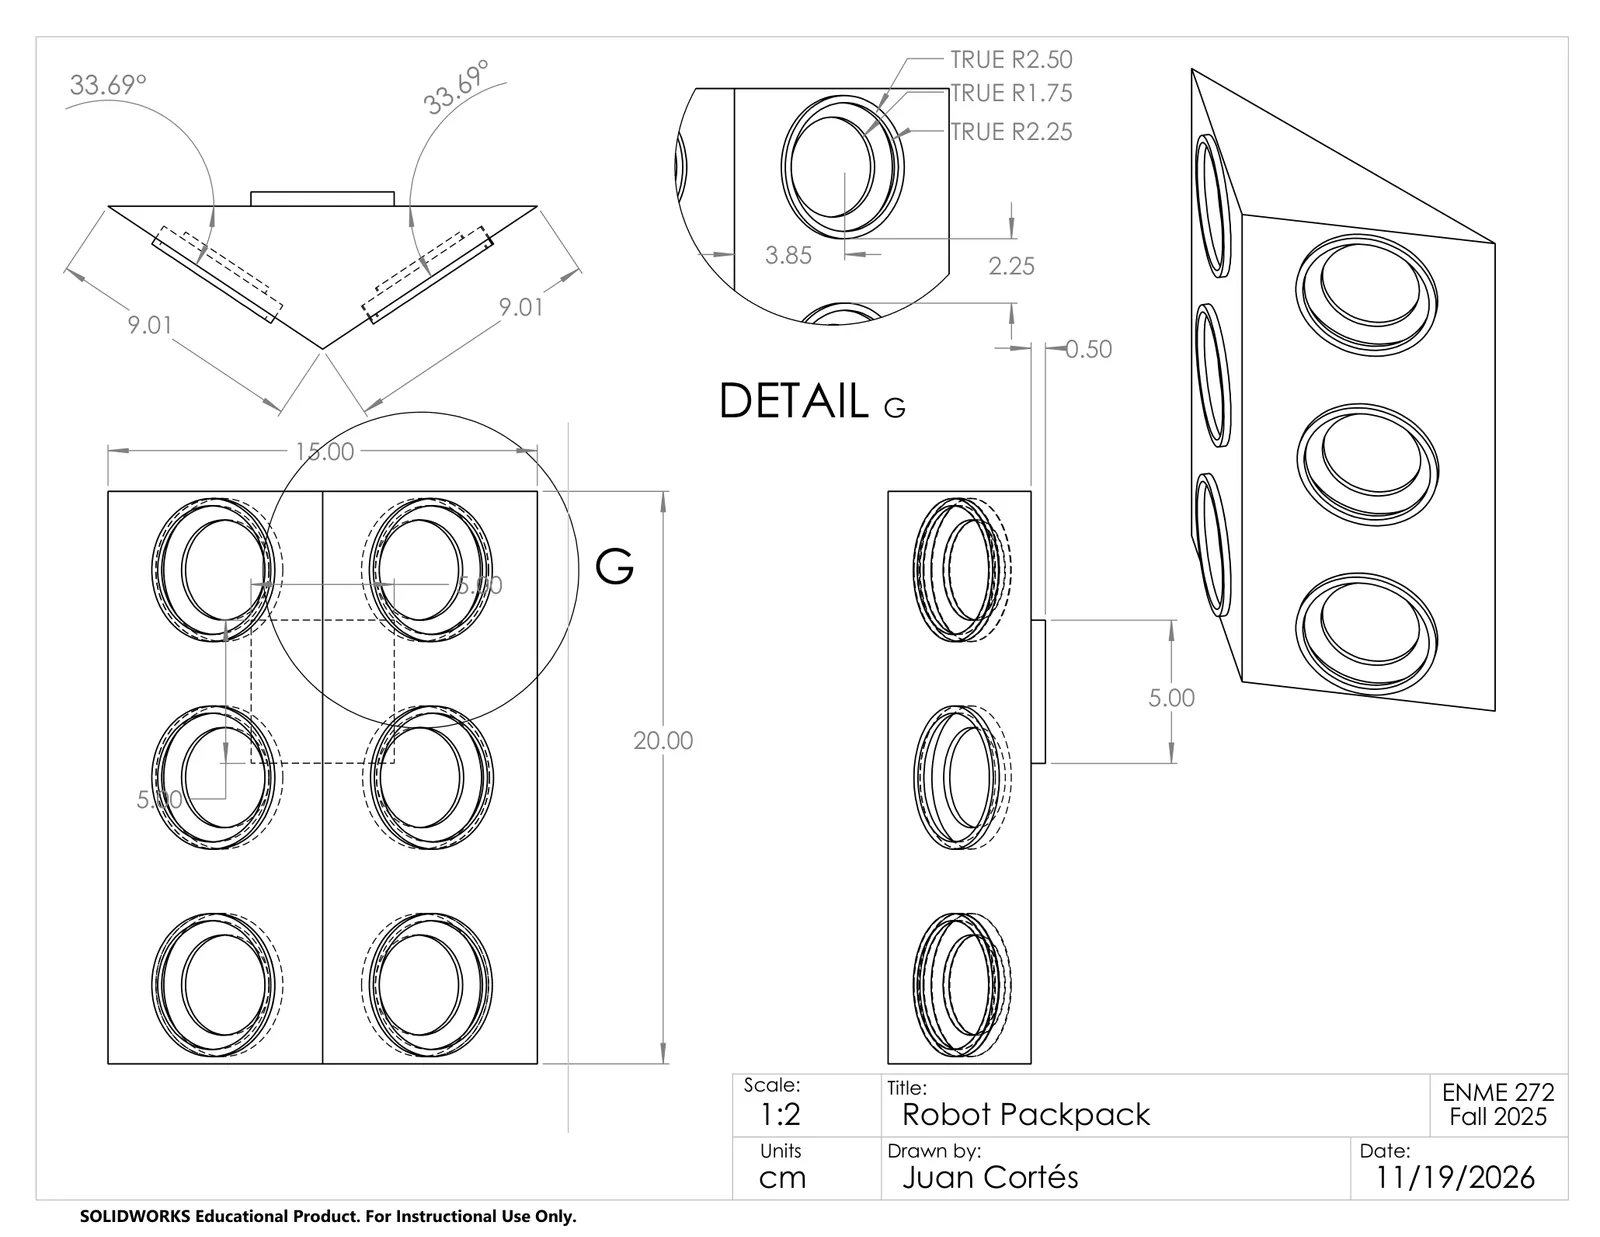 33.69°
33.69°
9.01
9.01
TRUE R2.50
TRUE R1.75
TRUE R2.25
3.85
2.25
DETAIL G
0.50
15.00
G
5.00
5.00
20.00
5.00
Scale:
1:2
Title:
Robot Packpack
ENME 272
Fall 2025
Units
cm
Drawn by:
Juan Cortés
Date:
11/19/2026
SOLIDWORKS Educational Product. For Instructional Use Only.